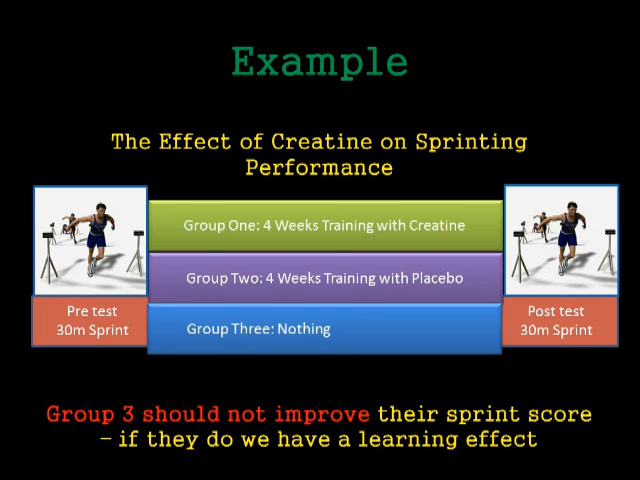 Example
The Effect of Creatine on Sprinting
Performance
Group One: 4 Weeks Training with Creatine
Group Two: 4 Weeks Training with Placebo
Group Three: Nothing
Pre test
30m Sprint
Post test
30m Sprint
Group 3 should not improve their sprint score
– if they do we have a learning effect